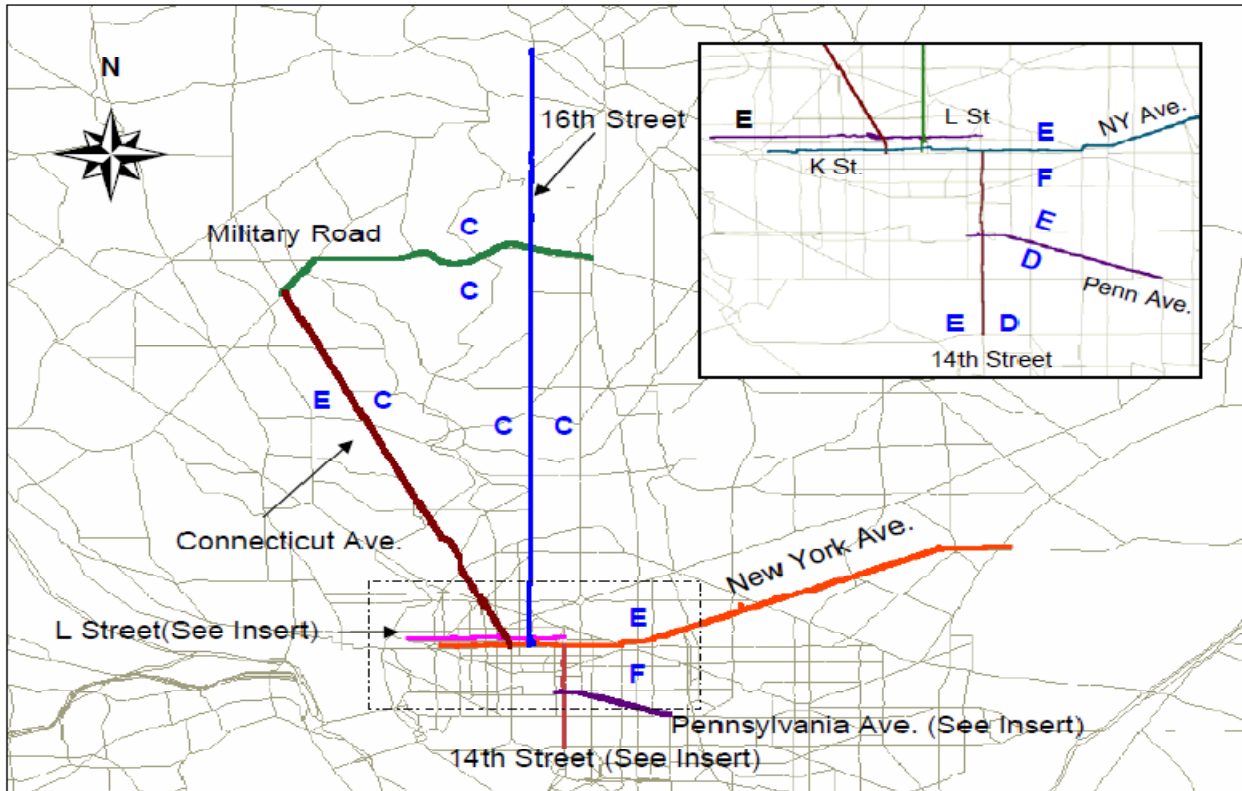 N
16th Street
C
Military Road
C
E C
C C
Connecticut Ave.
New York Ave.
L Street(See Insert)
E
F
Pennsylvania Ave. (See Insert)
14th Street (See Insert)
E
L St
E
NY Ave.
K St.
F
E
D
Penn Ave.
E D
14th Street